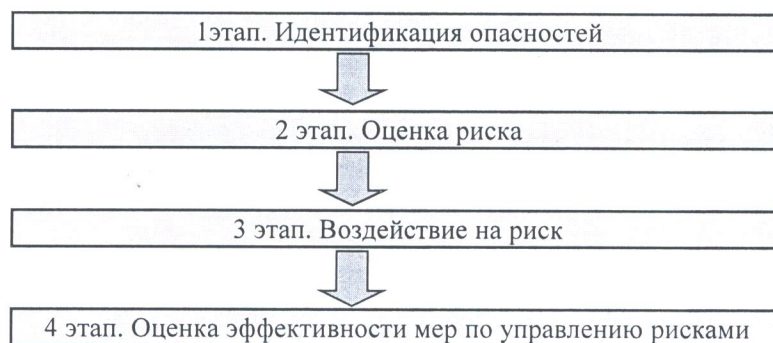 1этап. Идентификация опасностей
2 этап. Оценка риска
3 этап. Воздействие на риск
4 этап. Оценка эффективности мер по управлению рисками